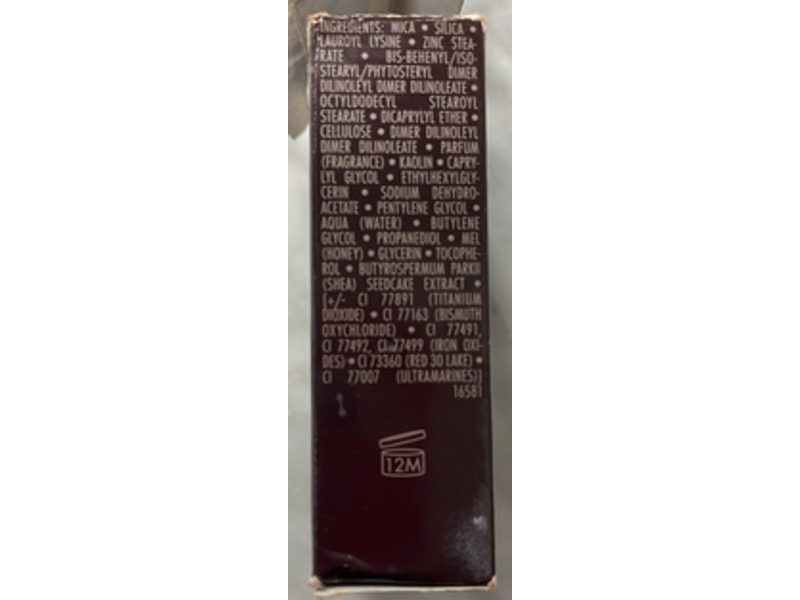 INGREDIENTS: MICA • SILICA •
LAUROYL LYSINE • ZINC STEA-
RATE • BIS-BEHENYL/ISO-
STEARYL/PHYTOSTERYL DIMER
DILINOLEYL DIMER DILINOLEATE •
OCTYLDODECYL STEAROYL
STEARATE • DICAPRYLYL ETHER •
CELLULOSE • DIMER DILINOLEYL
DIMER DILINOLEATE • PARFUM
(FRAGRANCE) • KAOLIN • CAPRY-
LYL GLYCOL • ETHYLHEXYLGLY-
CERIN • SODIUM DEHYDRO-
ACETATE • PENTYLENE GLYCOL •
AQUA (WATER) • BUTYLENE
GLYCOL • PROPANEDIOL • MEL
(HONEY) • GLYCERIN • TOCOPHE-
ROL • BUTYROSPERMUM PARKII
(SHEA) SEEDCAKE EXTRACT •
[+/- CI 77891 (TITANIUM
DIOXIDE) • CI 77163 (BISMUTH
OXYCHLORIDE) • CI 77491,
CI 77492, CI 77499 (IRON OXI-
DES) • CI 73360 (RED 30 LAKE) •
CI 77007 (ULTRAMARINES)]
16581
12M